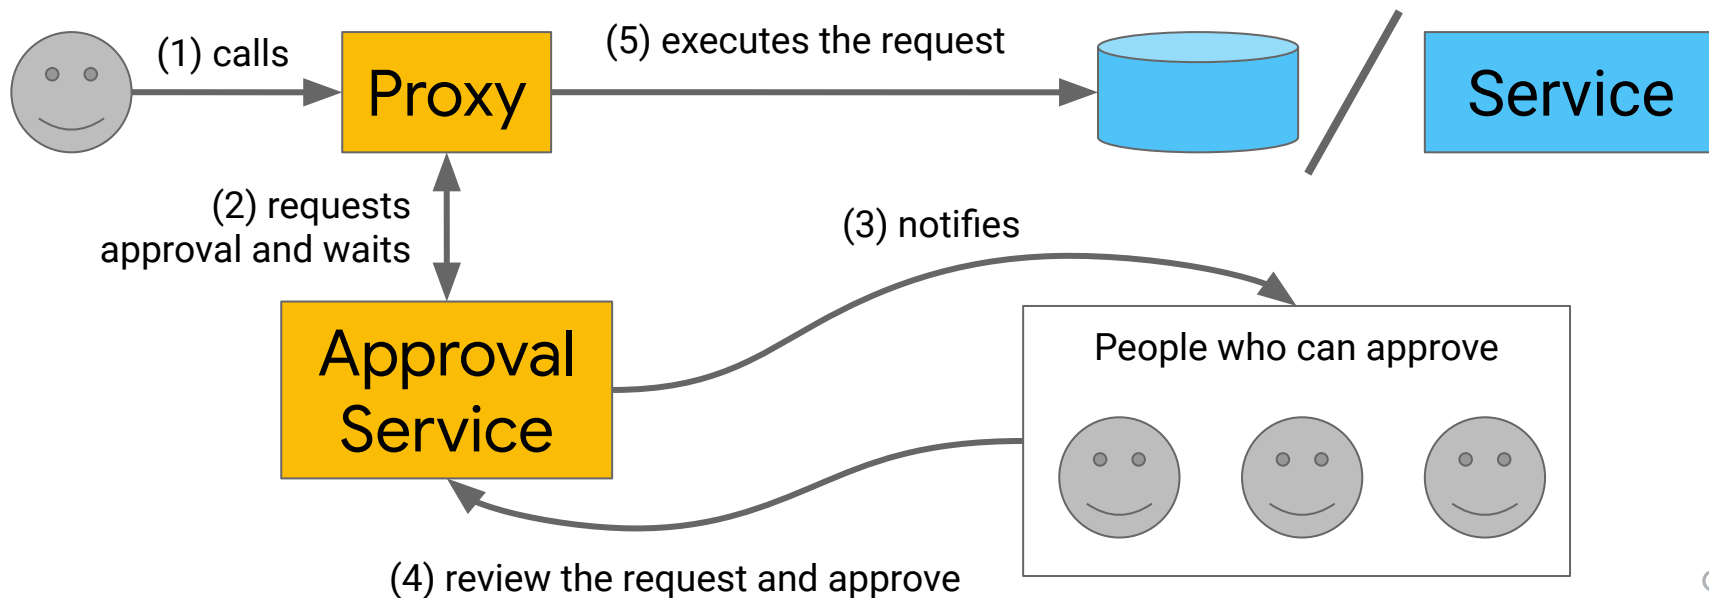 (1) calls
Proxy
(5) executes the request
Service
(2) requests
approval and waits
(3) notifies
Approval
Service
People who can approve
(4) review the request and approve